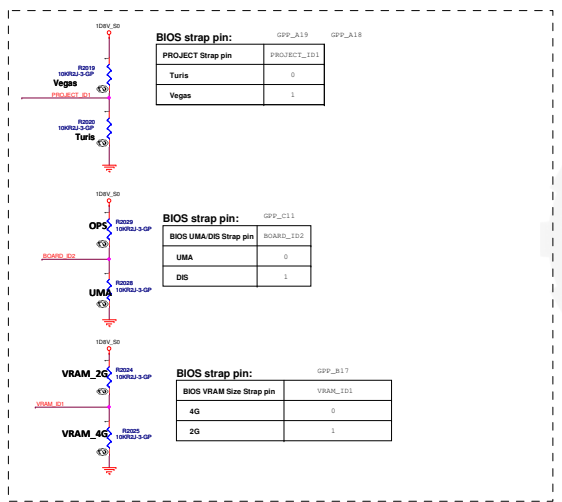 1D8V_S0
BIOS strap pin:
GPP_A19
GPP_A18
R2019
10KR2J-3-GP
Vegas
PROJECT_ID1
R2020
10KR2J-3-GP
Turis
PROJECT Strap pin
PROJECT_ID1
Turis
0
Vegas
1
1D8V_S0
OPS
R2029
10KR2J-3-GP
BOARD_ID2
R2028
10KR2J-3-GP
UMA
BIOS strap pin:
GPP_C11
BIOS UMA/DIS Strap pin
BOARD_ID2
UMA
0
DIS
1
1D8V_S0
VRAM_2G
R2024
10KR2J-3-GP
VRAM_ID1
VRAM_4G
R2025
10KR2J-3-GP
BIOS strap pin:
GPP_B17
BIOS VRAM Size Strap pin
VRAM_ID1
4G
0
2G
1